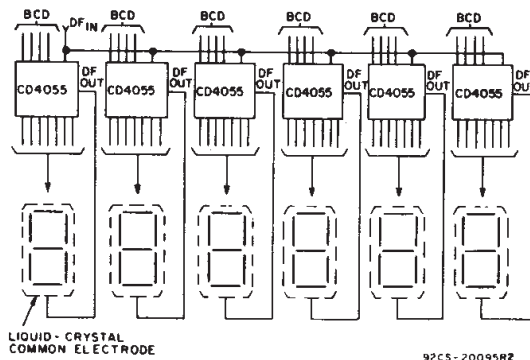 BCD DF IN BCD BCD BCD BCD BCD
CD4055 DF OUT CD4055 DF OUT CD4055 DF OUT CD4055 DF OUT CD4055 DF OUT CD4055 DF OUT
LIQUID-CRYSTAL
COMMON ELECTRODE
92CS-20095R2